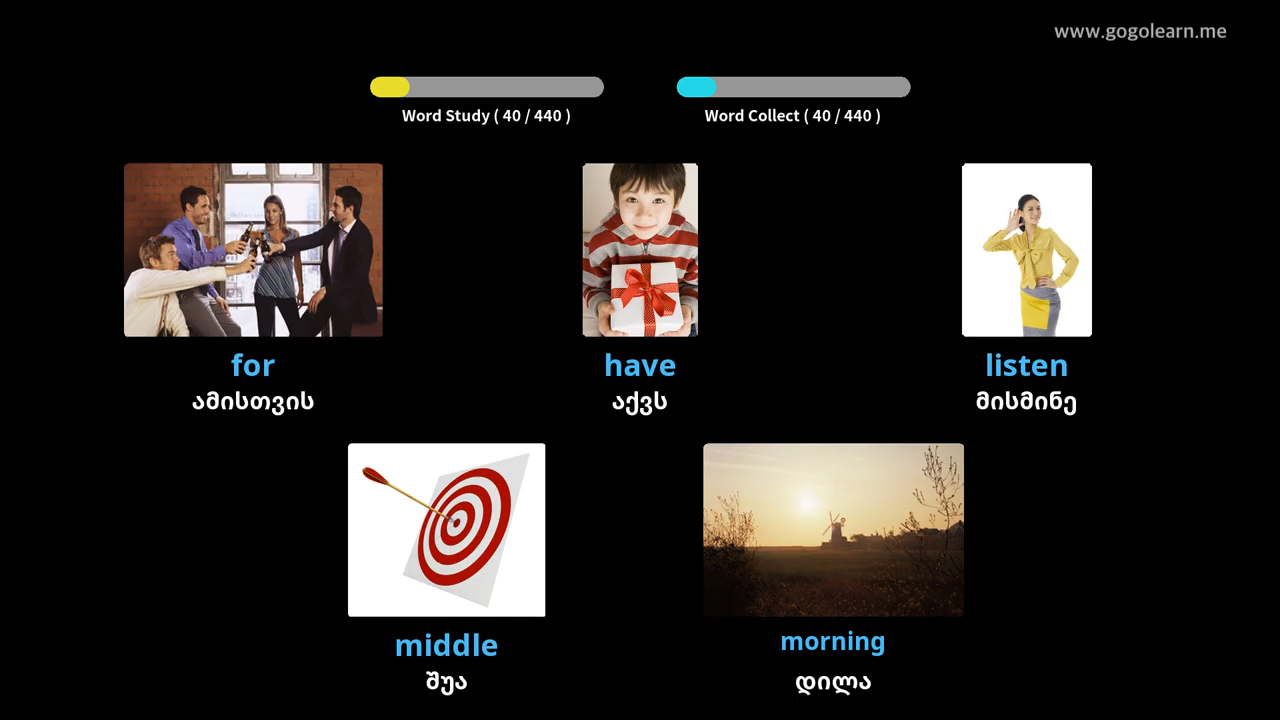 www.gogolearn.me
Word Study ( 40 / 440 )
Word Collect ( 40 / 440 )
for
ამისთვის
have
აქვს
listen
მისმინე
middle
შუა
morning
დილა